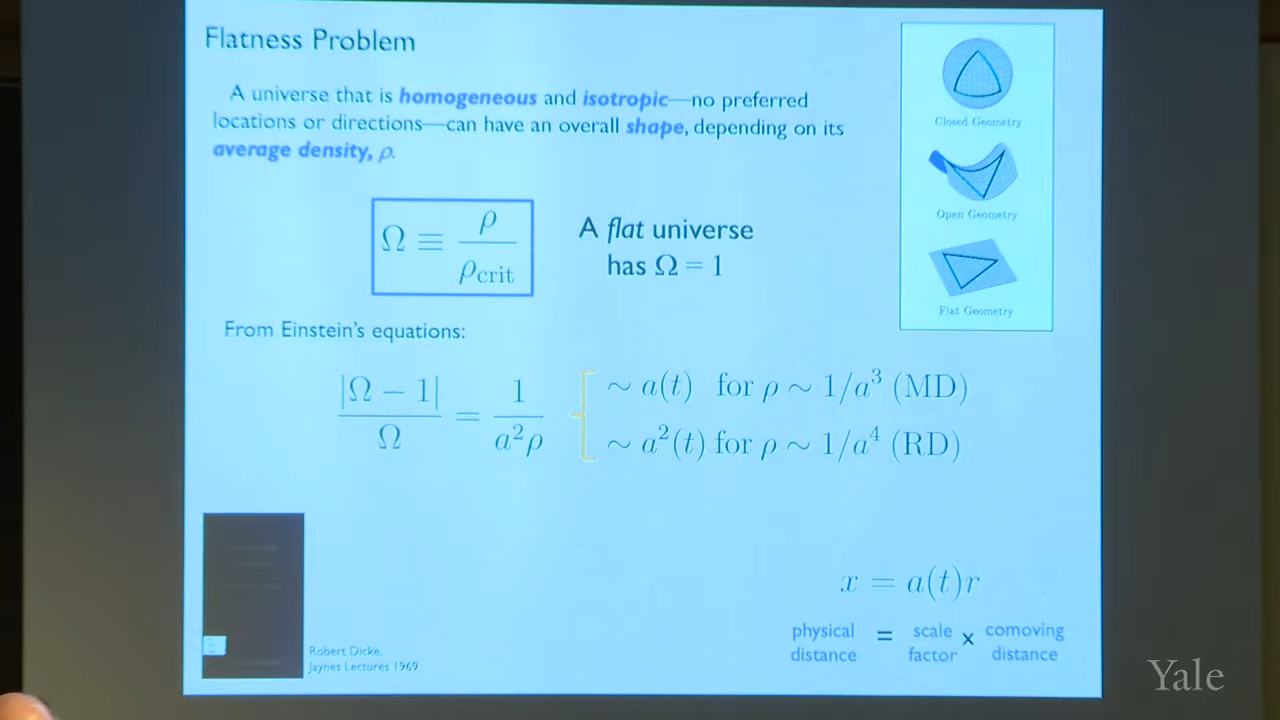 Flatness Problem
A universe that is homogeneous and isotropic—no preferred
locations or directions—can have an overall shape, depending on its
average density, ρ.
Closed Geometry
Open Geometry
Flat Geometry
Ω ≡ ρ / ρcrit
A flat universe
has Ω = 1
From Einstein's equations:
|Ω − 1| / Ω = 1 / a²ρ
∼ a(t) for ρ ∼ 1/a³ (MD)
∼ a²(t) for ρ ∼ 1/a⁴ (RD)
x = a(t)r
physical distance = scale factor x comoving distance
Robert Dicke,
Jaynes Lectures 1969
Yale